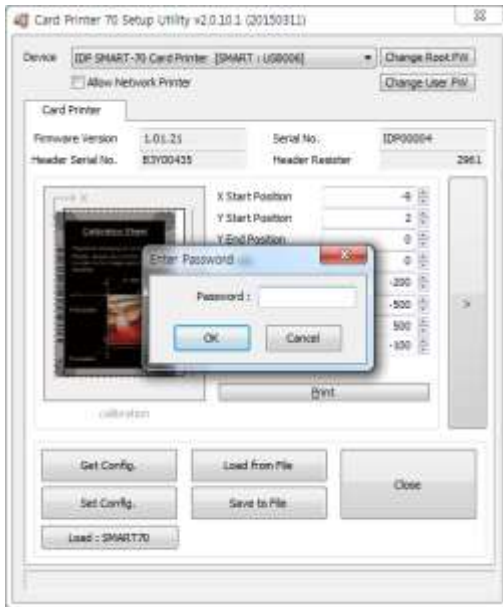 Card Printer 70 Setup Utility v2.0.10.1 (20150311)
Device IDP SMART-70 Card Printer [SMART : USB006] Change Root PW
Allow Network Printer Change User PW
Card Printer
Firmware Version 1.01.21 Serial No. IDP00004
Header Serial No. B3Y00435 Header Resister 2961
X Start Position
Y Start Position 2
Y End Position 0
0
Calibration Sheet
Enter Password
-200
Password :
-500
500
OK Cancel
-100
>
Print
calibration
Get Config. Load from File
Close
Set Config. Save to File
Load : SMART70